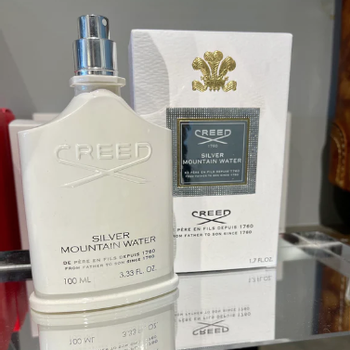 CREED
SILVER
MOUNTAIN WATER
DE PÈRE EN FILS DEPUIS 1760
FROM FATHER TO SON SINCE 1760
100 ML 3.33 FL. OZ.
CREED
1760
SILVER
MOUNTAIN WATER
DE PÈRE EN FILS DEPUIS 1760
FROM FATHER TO SON SINCE 1760
CREED
DE PÈRE EN FILS DEPUIS 1760
FROM FATHER TO SON SINCE 1760
1.7 FL.OZ.